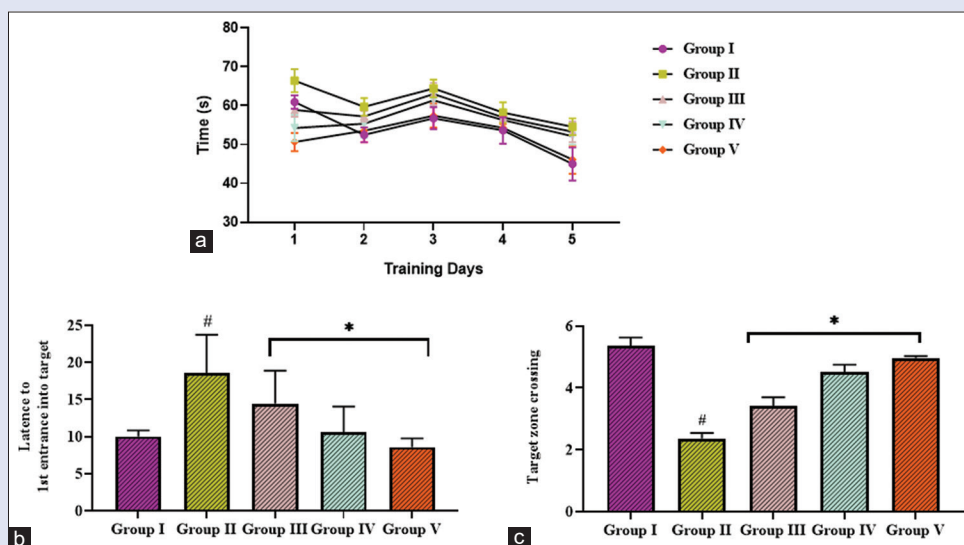 80
70
60
50
40
30
Time (s)
1 2 3 4 5
Training Days
Group I
Group II
Group III
Group IV
Group V
a
25
20
15
10
5
0
Latence to
1st entrance into target
#
*
Group I Group II Group III Group IV Group V
b
6
4
2
0
Target zone crossing
#
*
Group I Group II Group III Group IV Group V
c